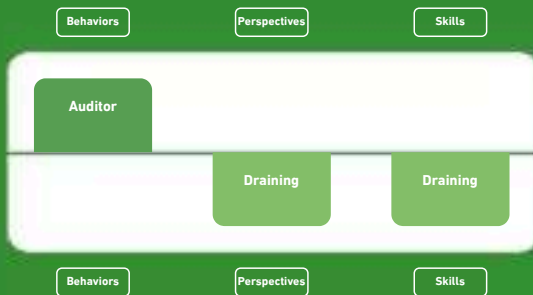 Behaviors Perspectives Skills
Auditor
Draining Draining
Behaviors Perspectives Skills